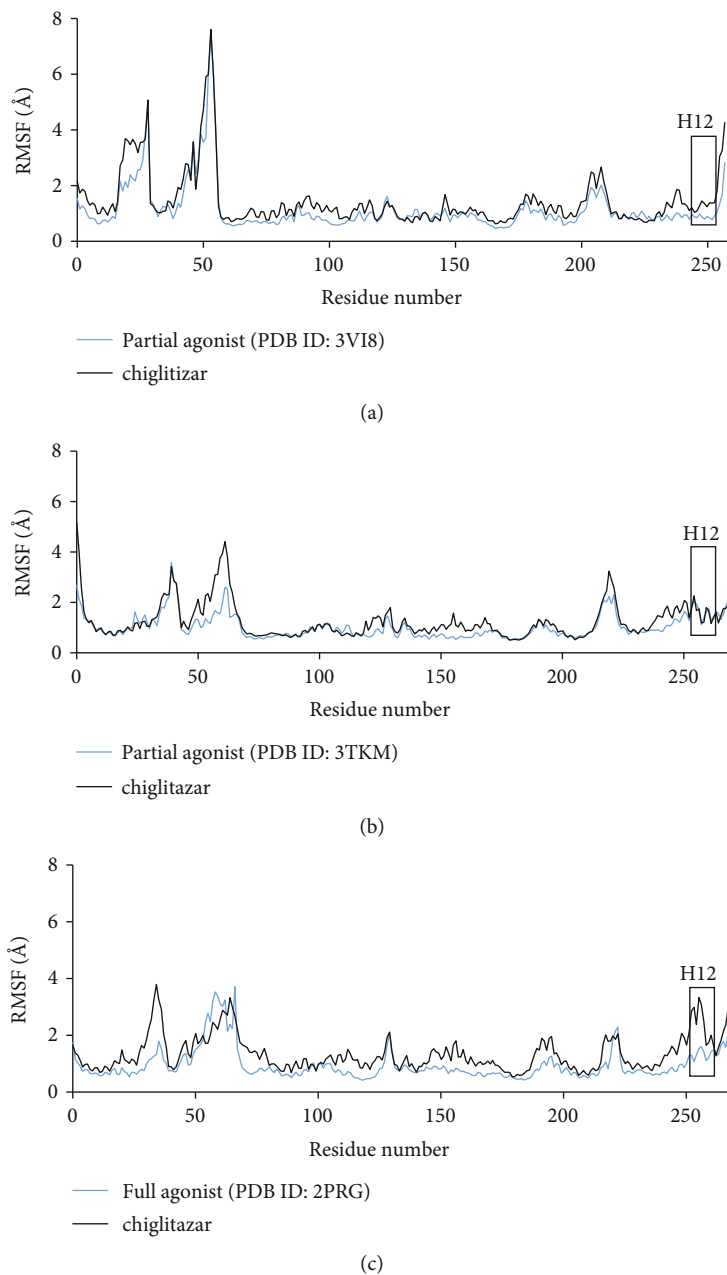 8
6
4
2
0
RMSF (Å)
H12
0 50 100 150 200 250
Residue number
Partial agonist (PDB ID: 3VI8)
chiglitizar
(a)
8
6
4
2
0
RMSF (Å)
H12
0 50 100 150 200 250
Residue number
Partial agonist (PDB ID: 3TKM)
chiglitazar
(b)
8
6
4
2
0
RMSF (Å)
H12
0 50 100 150 200 250
Residue number
Full agonist (PDB ID: 2PRG)
chiglitazar
(c)